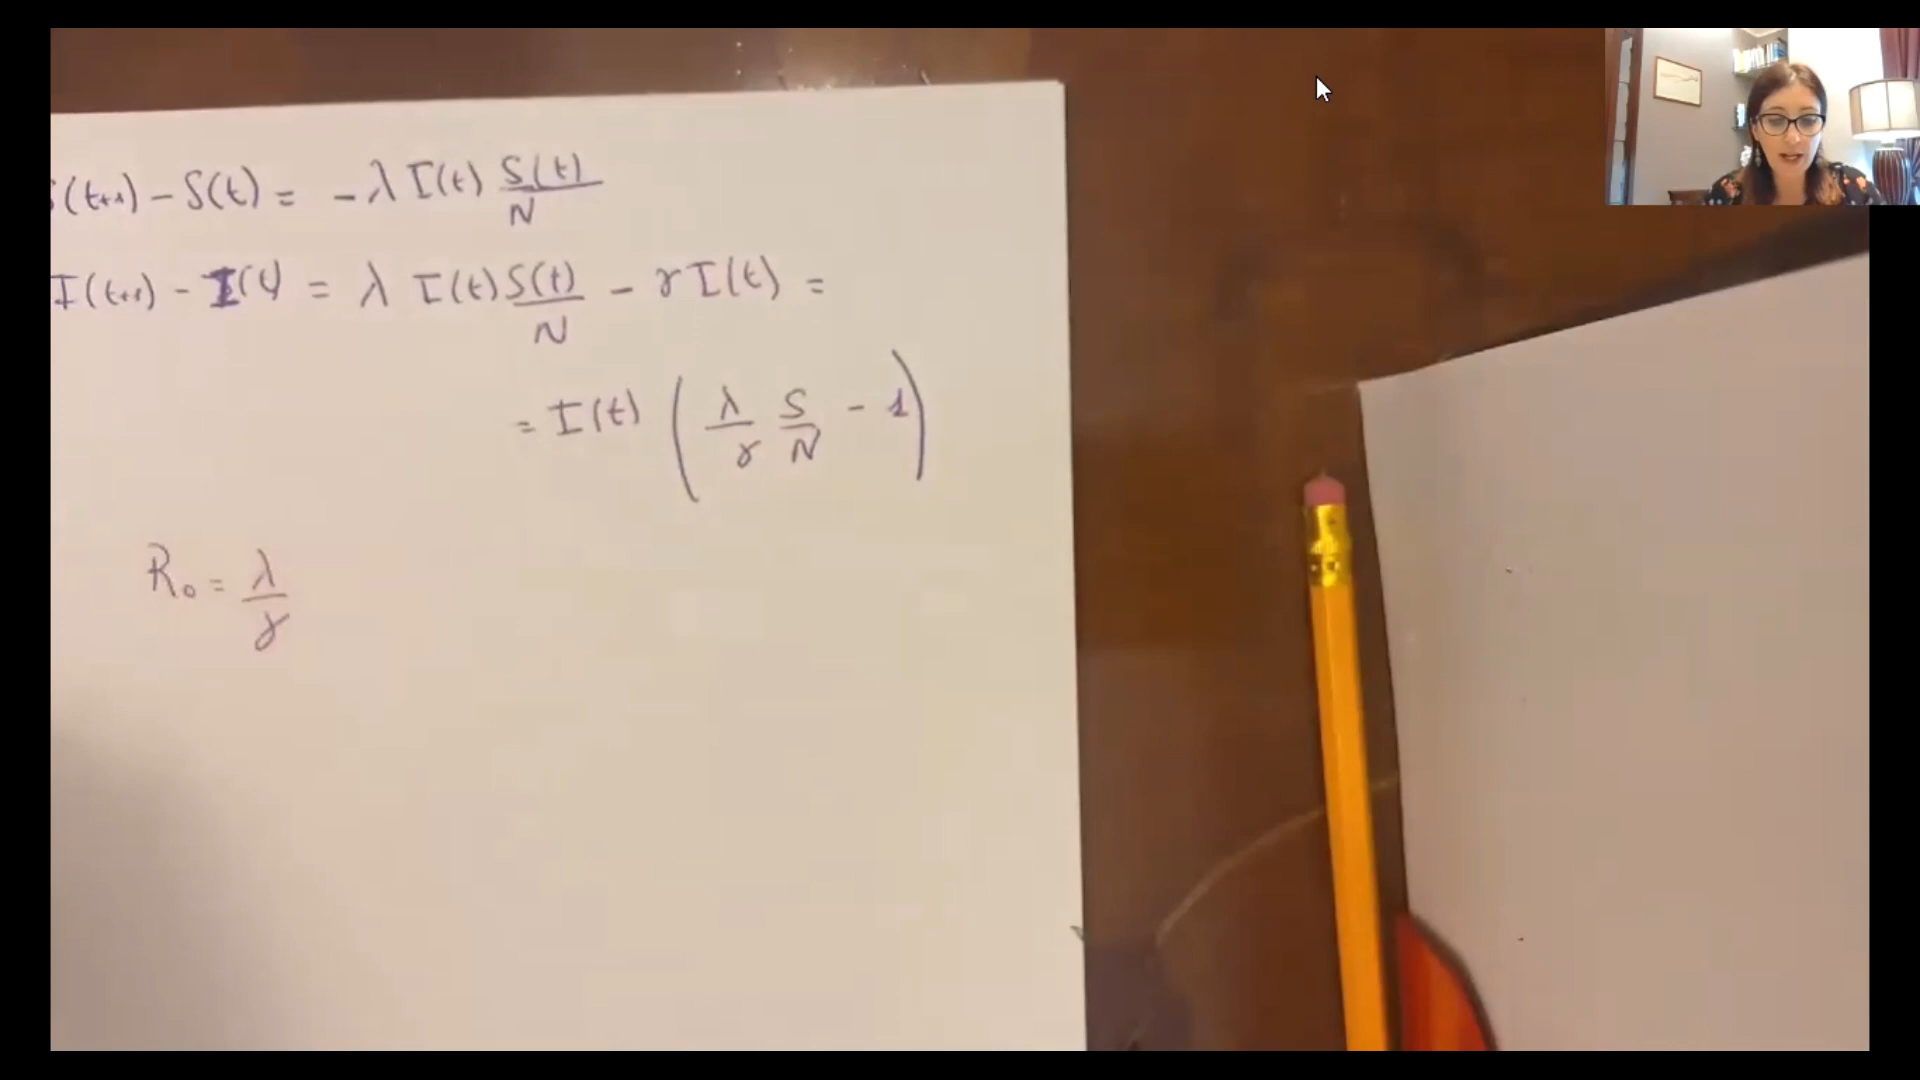 (t+1) - S(t) = - λ I(t) S(t)/N
I(t+1) - I(t) = λ I(t) S(t)/N - γ I(t) =
= I(t) ( λ/γ S/N - 1 )
R₀ = λ/γ